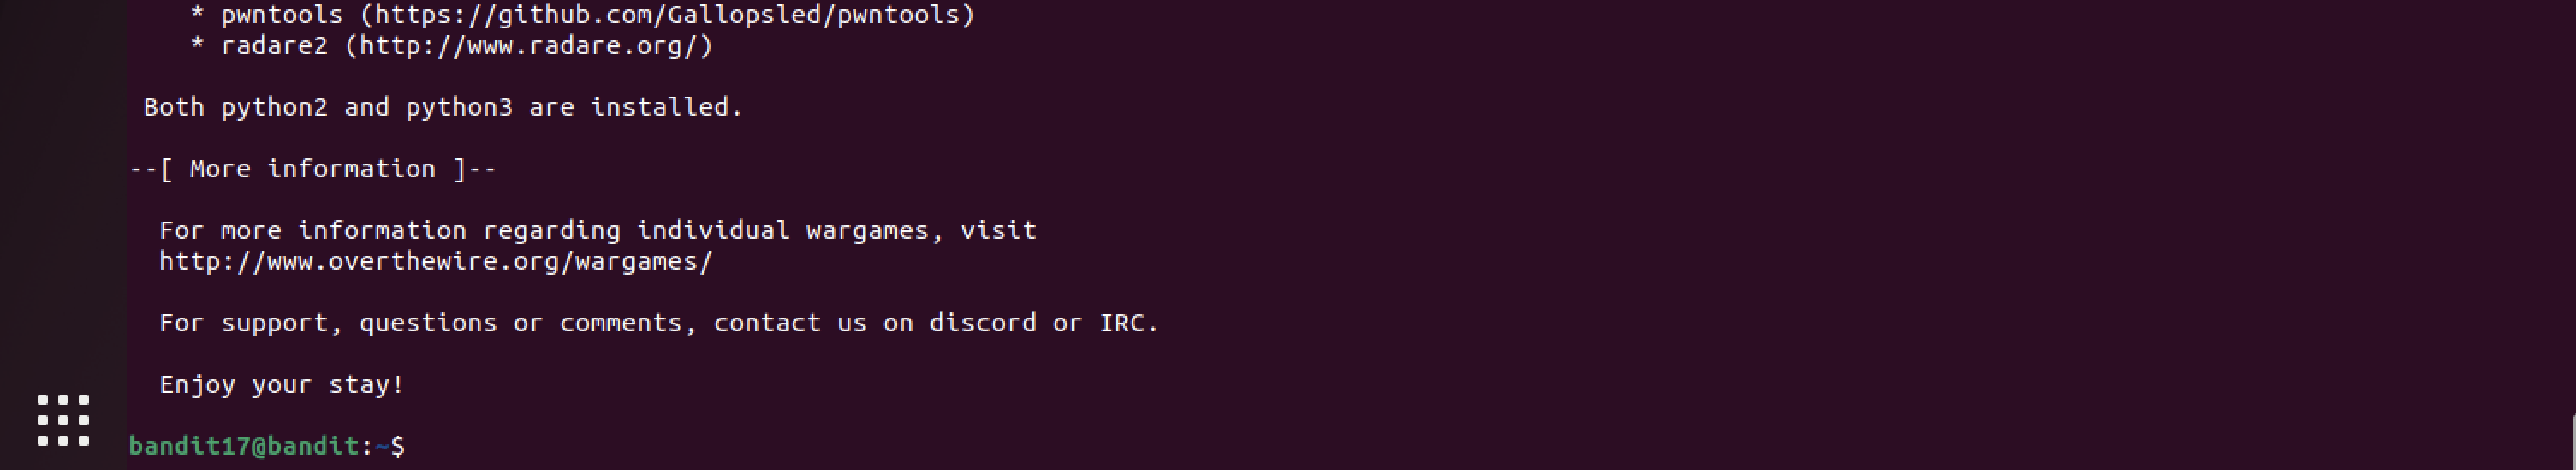 * pwntools (https://github.com/Gallopsled/pwntools)
* radare2 (http://www.radare.org/)
Both python2 and python3 are installed.
--[ More information ]--
For more information regarding individual wargames, visit
http://www.overthewire.org/wargames/
For support, questions or comments, contact us on discord or IRC.
Enjoy your stay!
bandit17@bandit:~$